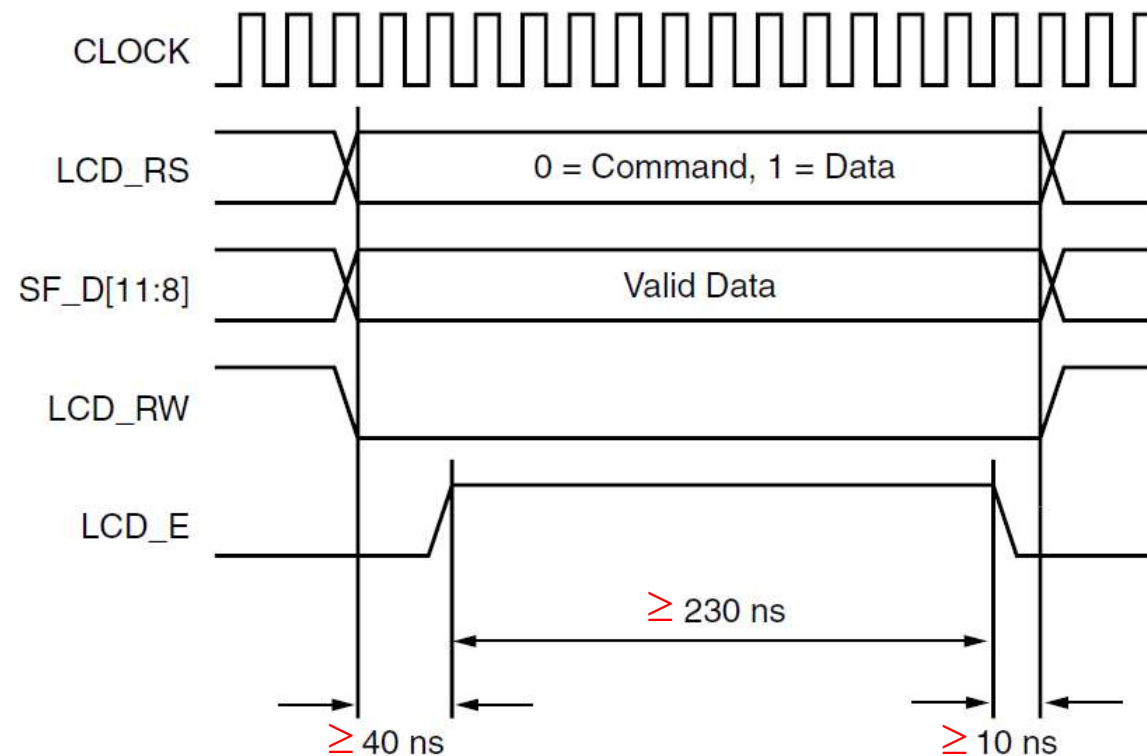 CLOCK
LCD_RS
0 = Command, 1 = Data
SF_D[11:8]
Valid Data
LCD_RW
LCD_E
≥ 230 ns
≥ 40 ns
≥ 10 ns